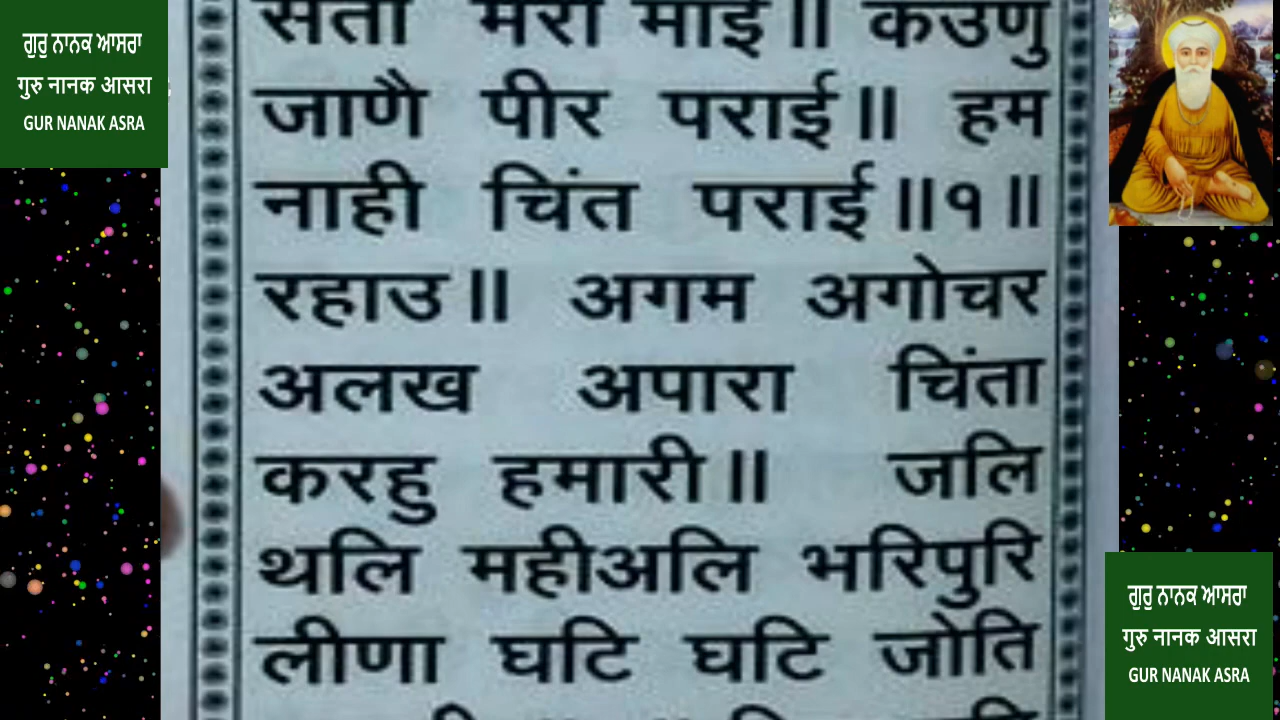 ਗੁਰੂ ਨਾਨਕ ਆਸਰਾ
गुरु नानक आसरा
GUR NANAK ASRA
मेरी माई॥ कउणु
जाणै पीर पराई॥ हम
नाही चिंत पराई॥१॥
रहाउ॥ अगम अगोचर
अलख अपारा चिंता
करहु हमारी॥ जलि
थलि महीअलि भरिपुरि
लीणा घटि घटि जोति
ਗੁਰੂ ਨਾਨਕ ਆਸਰਾ
गुरु नानक आसरा
GUR NANAK ASRA